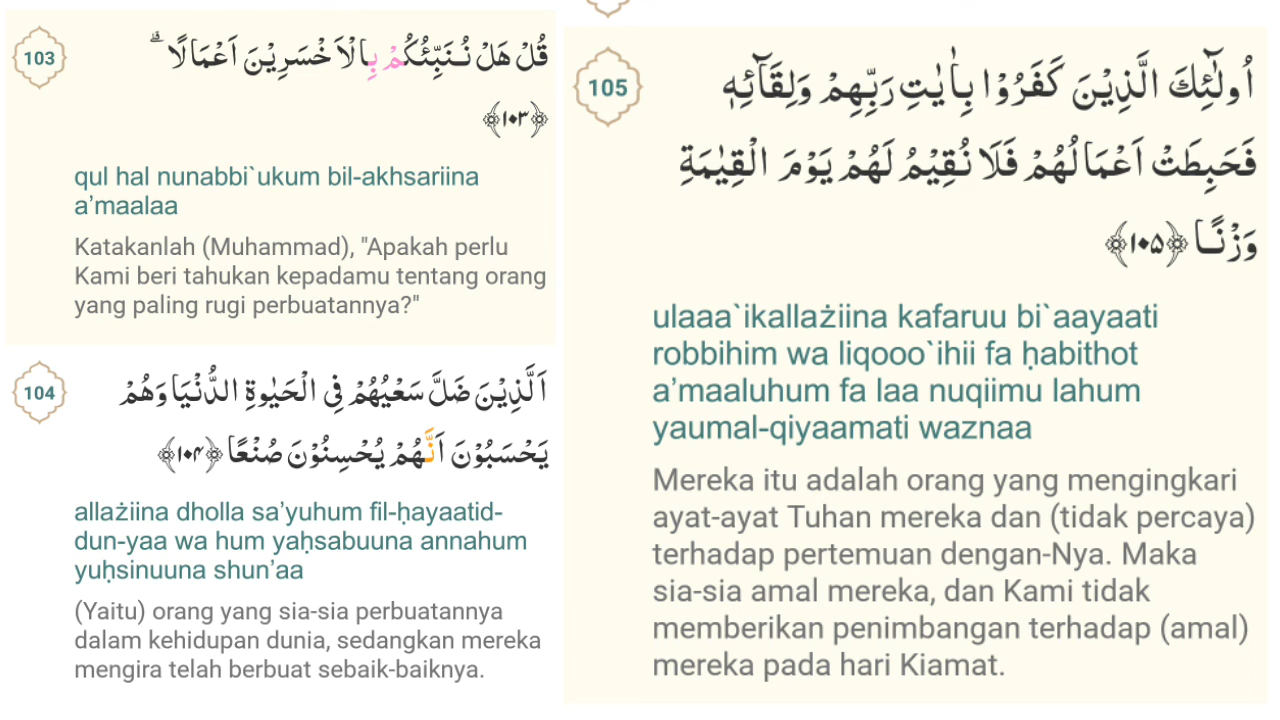 103
قُلْ هَلْ نُنَبِّئُكُمْ بِالْاَخْسَرِيْنَ اَعْمَالًا ۗ
﴿١٠٣﴾
qul hal nunabbi`ukum bil-akhsariina
a’maalaa
Katakanlah (Muhammad), "Apakah perlu
Kami beri tahukan kepadamu tentang orang
yang paling rugi perbuatannya?"
104
اَلَّذِيْنَ ضَلَّ سَعْيُهُمْ فِى الْحَيٰوةِ الدُّنْيَا وَهُمْ
يَحْسَبُوْنَ اَنَّهُمْ يُحْسِنُوْنَ صُنْعًا ﴿١٠٤﴾
allażiina dholla sa’yuhum fil-ḥayaatid-
dun-yaa wa hum yaḥsabuuna annahum
yuḥsinuuna shun’aa
(Yaitu) orang yang sia-sia perbuatannya
dalam kehidupan dunia, sedangkan mereka
mengira telah berbuat sebaik-baiknya.
105
اُولٰۤىِٕكَ الَّذِيْنَ كَفَرُوْا بِاٰيٰتِ رَبِّهِمْ وَلِقَاۤىِٕهٖ
فَحَبِطَتْ اَعْمَالُهُمْ فَلَا نُقِيْمُ لَهُمْ يَوْمَ الْقِيٰمَةِ
وَزْنًا ﴿١٠٥﴾
ulaaa`ikallażiina kafaruu bi`aayaati
robbihim wa liqooo`ihii fa ḥabithot
a’maaluhum fa laa nuqiimu lahum
yaumal-qiyaamati waznaa
Mereka itu adalah orang yang mengingkari
ayat-ayat Tuhan mereka dan (tidak percaya)
terhadap pertemuan dengan-Nya. Maka
sia-sia amal mereka, dan Kami tidak
memberikan penimbangan terhadap (amal)
mereka pada hari Kiamat.